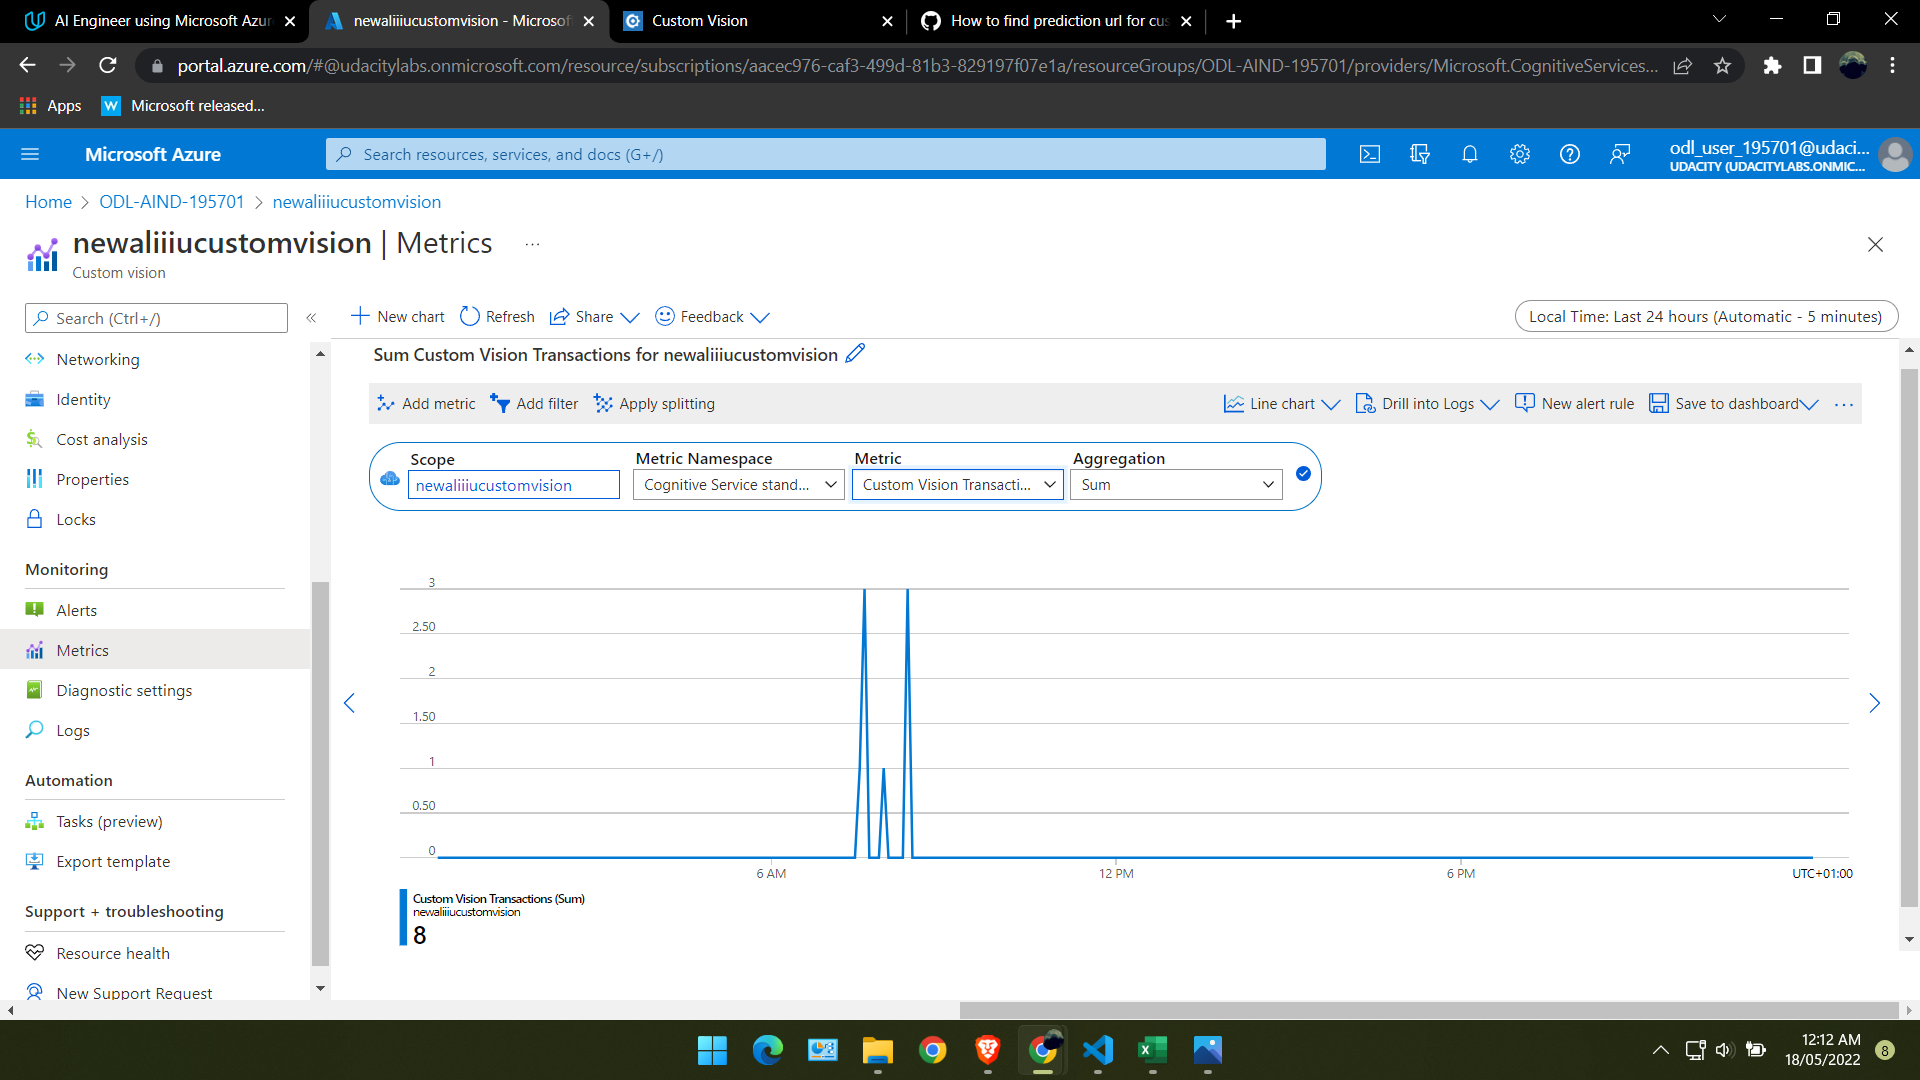 AI Engineer using Microsoft Azur
newaliiiucustomvision - Microsoft
Custom Vision
How to find prediction url for cus
portal.azure.com/#@udacitylabs.onmicrosoft.com/resource/subscriptions/aacec976-caf3-499d-81b3-829197f07e1a/resourceGroups/ODL-AIND-195701/providers/Microsoft.CognitiveServices...
Apps
W
Microsoft released...
Microsoft Azure
Search resources, services, and docs (G+/)
odl_user_195701@udaci...
UDACITY (UDACITYLABS.ONMIC...
Home > ODL-AIND-195701 > newaliiiucustomvision
newaliiiucustomvision | Metrics ...
Custom vision
Search (Ctrl+/)
«
New chart
Refresh
Share
Feedback
Local Time: Last 24 hours (Automatic - 5 minutes)
Networking
Identity
Cost analysis
Properties
Locks
Monitoring
Alerts
Metrics
Diagnostic settings
Logs
Automation
Tasks (preview)
Export template
Support + troubleshooting
Resource health
New Support Request
Sum Custom Vision Transactions for newaliiiucustomvision
Add metric
Add filter
Apply splitting
Line chart
Drill into Logs
New alert rule
Save to dashboard
...
Scope
newaliiiucustomvision
Metric Namespace
Cognitive Service stand...
Metric
Custom Vision Transacti...
Aggregation
Sum
3
2.50
2
1.50
1
0.50
0
6 AM
12 PM
6 PM
UTC+01:00
Custom Vision Transactions (Sum)
newaliiiucustomvision
8
12:12 AM
18/05/2022
8